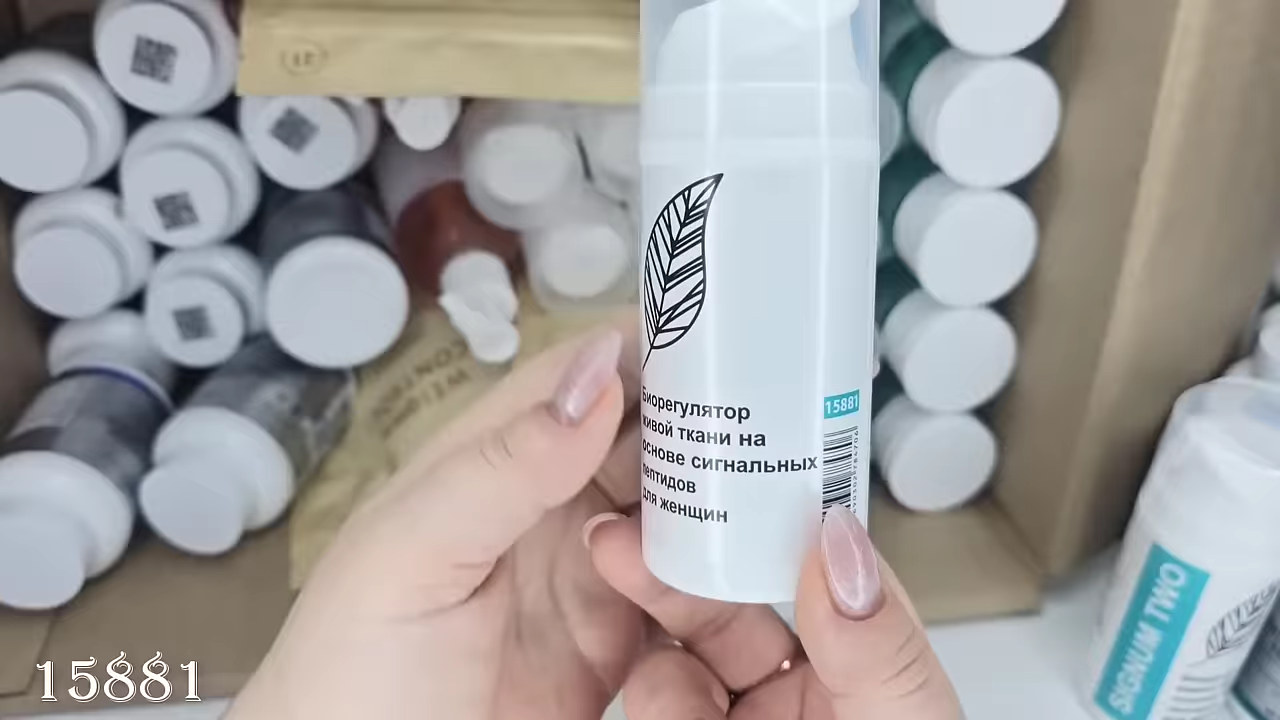 Биорегулятор
живой ткани на
основе сигнальных
пептидов
для женщин
15881
SIGNUM TWO
15881